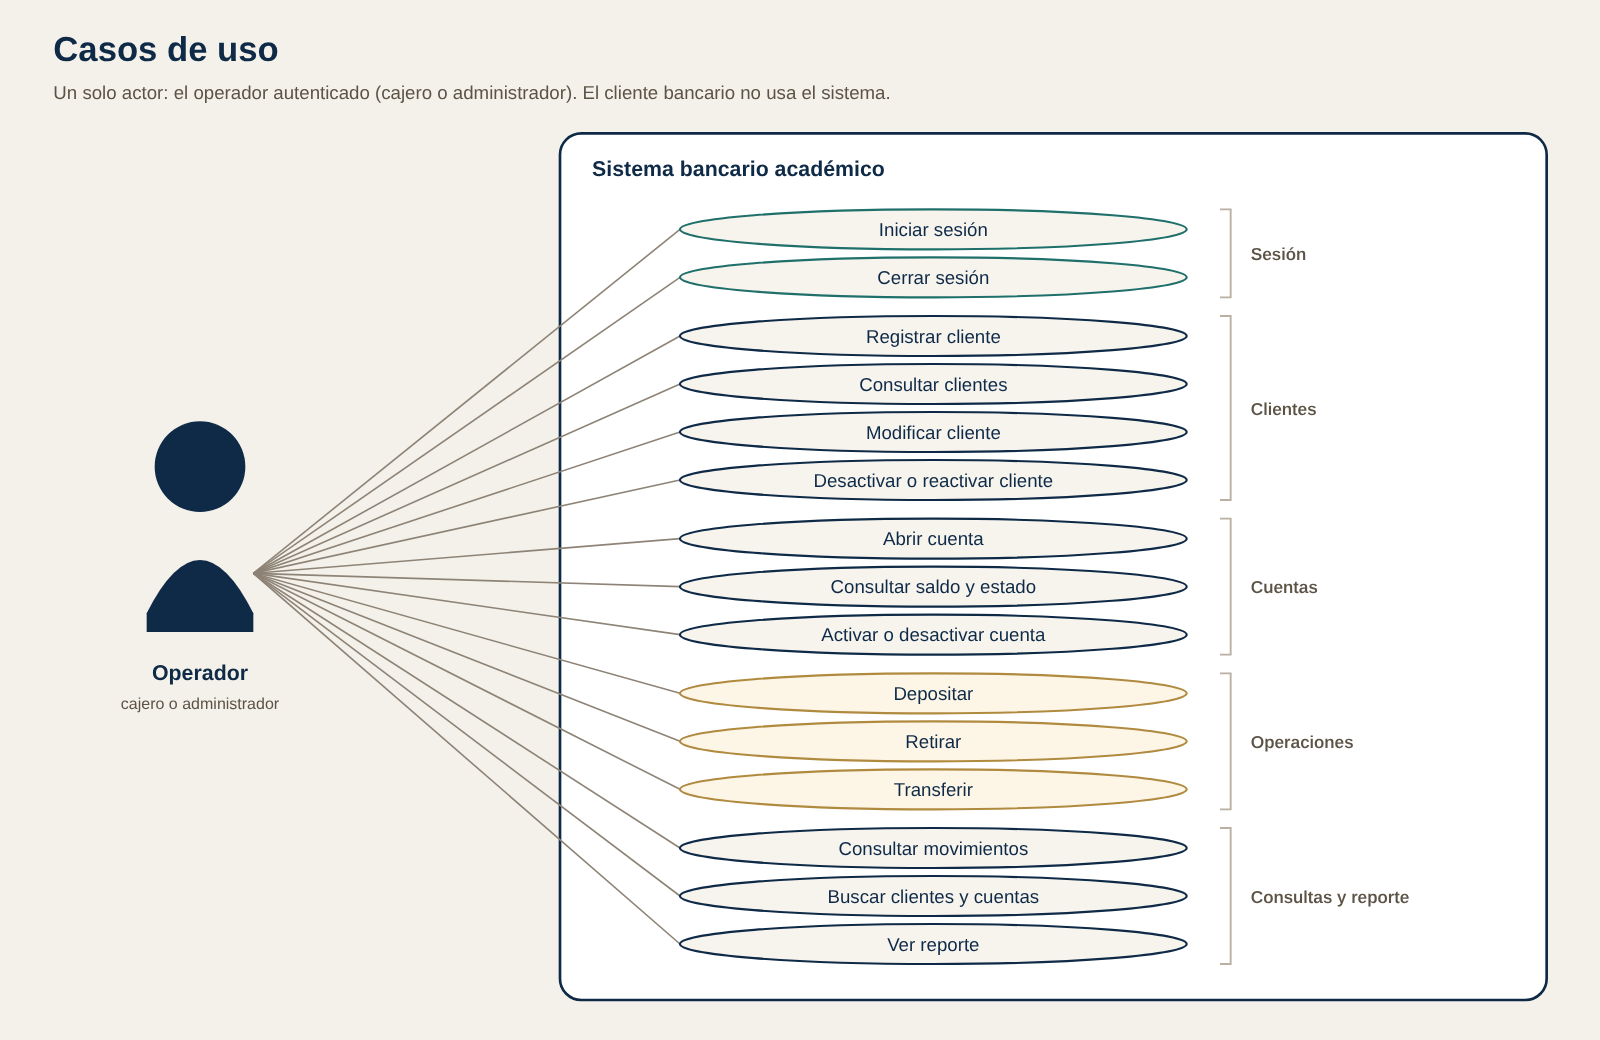 Casos de uso
Un solo actor: el operador autenticado (cajero o administrador). El cliente bancario no usa el sistema.
Sistema bancario académico
Iniciar sesión
Cerrar sesión
Sesión
Registrar cliente
Consultar clientes
Modificar cliente
Desactivar o reactivar cliente
Clientes
Abrir cuenta
Consultar saldo y estado
Activar o desactivar cuenta
Cuentas
Depositar
Retirar
Transferir
Operaciones
Consultar movimientos
Buscar clientes y cuentas
Ver reporte
Consultas y reporte
Operador
cajero o administrador